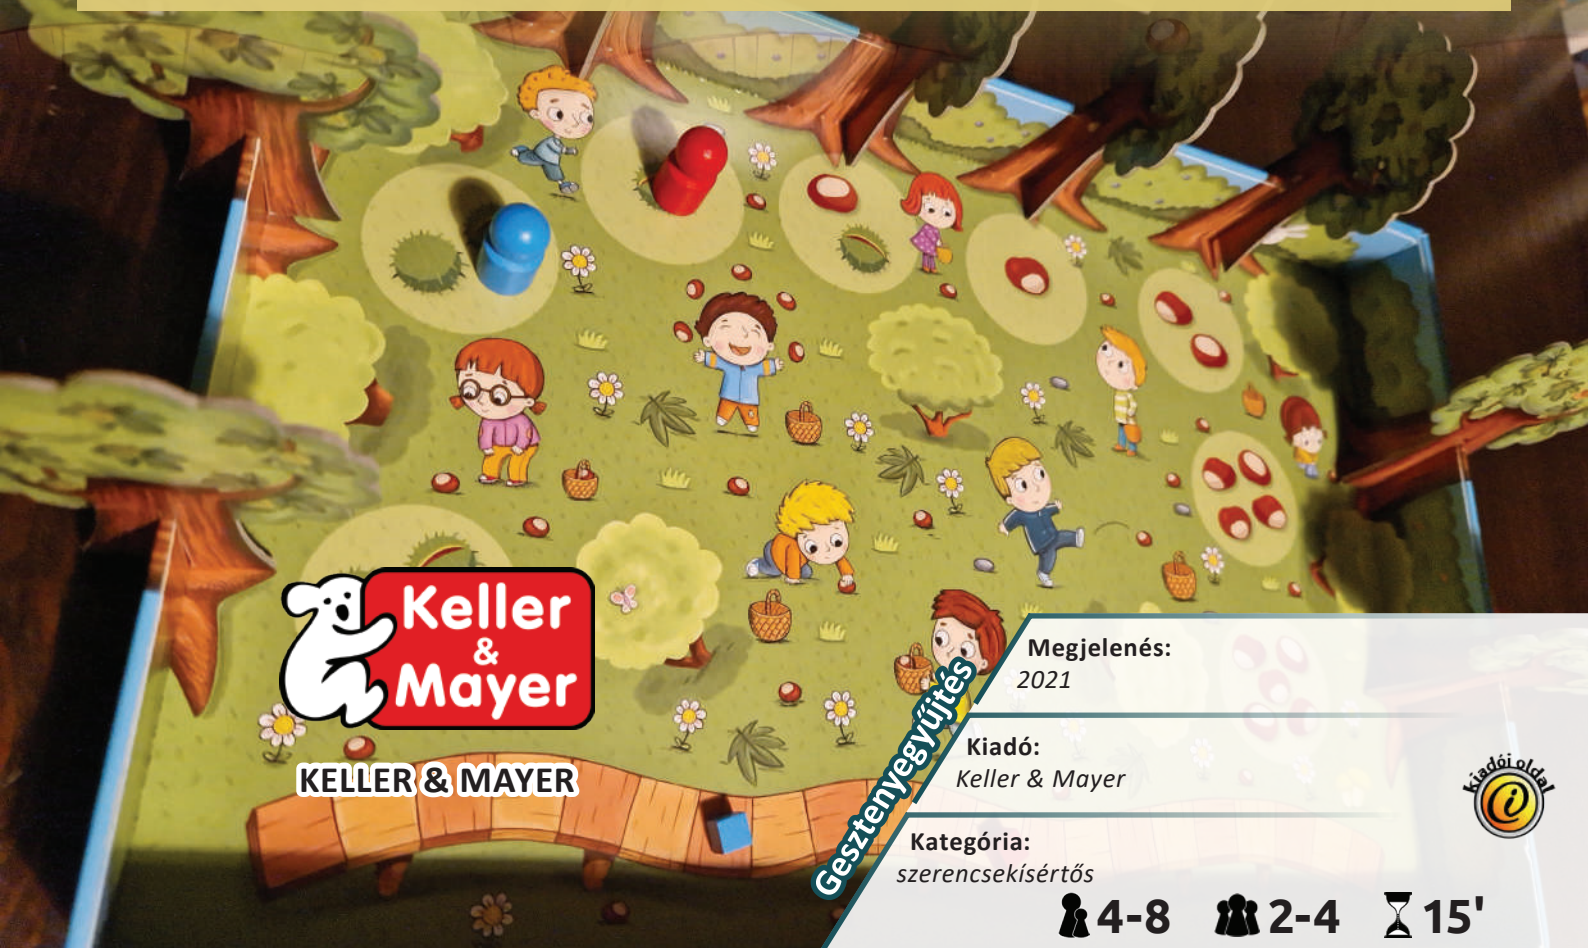 Keller
&
Mayer
KELLER & MAYER
Gesztenyegyűjtés
Megjelenés:
2021
Kiadó:
Keller & Mayer
kiadói oldal
Kategória:
szerencsekísértős
4-8 2-4 15'